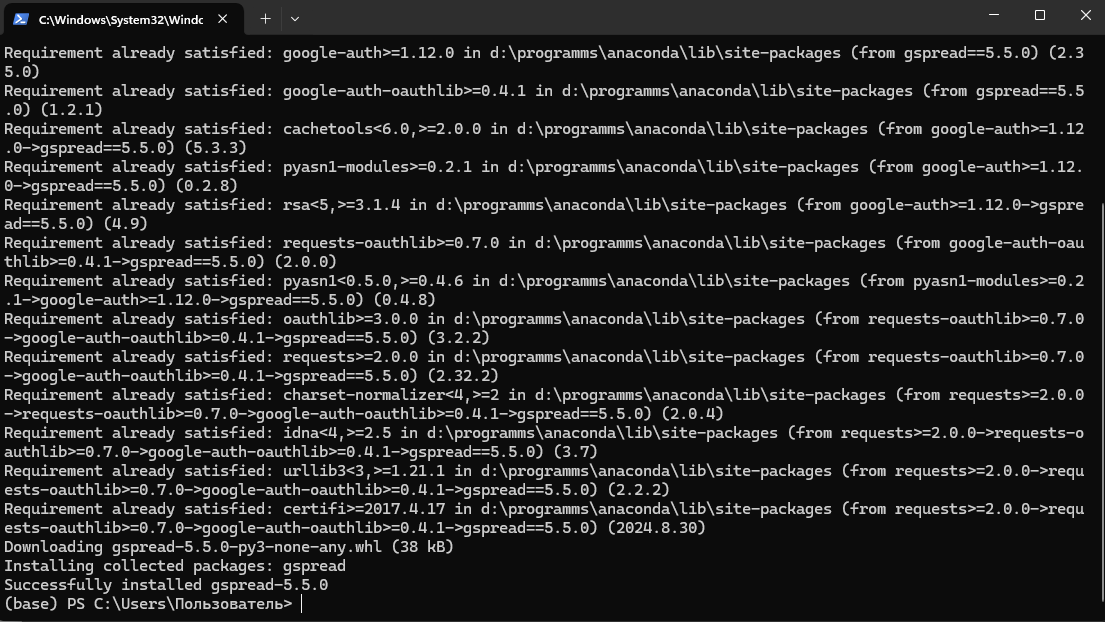 C:\Windows\System32\Windc
Requirement already satisfied: google-auth>=1.12.0 in d:\programms\anaconda\lib\site-packages (from gspread==5.5.0) (2.3
5.0)
Requirement already satisfied: google-auth-oauthlib>=0.4.1 in d:\programms\anaconda\lib\site-packages (from gspread==5.5
.0) (1.2.1)
Requirement already satisfied: cachetools<6.0,>=2.0.0 in d:\programms\anaconda\lib\site-packages (from google-auth>=1.12
.0->gspread==5.5.0) (5.3.3)
Requirement already satisfied: pyasn1-modules>=0.2.1 in d:\programms\anaconda\lib\site-packages (from google-auth>=1.12.
0->gspread==5.5.0) (0.2.8)
Requirement already satisfied: rsa<5,>=3.1.4 in d:\programms\anaconda\lib\site-packages (from google-auth>=1.12.0->gspre
ad==5.5.0) (4.9)
Requirement already satisfied: requests-oauthlib>=0.7.0 in d:\programms\anaconda\lib\site-packages (from google-auth-oau
thlib>=0.4.1->gspread==5.5.0) (2.0.0)
Requirement already satisfied: pyasn1<0.5.0,>=0.4.6 in d:\programms\anaconda\lib\site-packages (from pyasn1-modules>=0.2
.1->google-auth>=1.12.0->gspread==5.5.0) (0.4.8)
Requirement already satisfied: oauthlib>=3.0.0 in d:\programms\anaconda\lib\site-packages (from requests-oauthlib>=0.7.0
->google-auth-oauthlib>=0.4.1->gspread==5.5.0) (3.2.2)
Requirement already satisfied: requests>=2.0.0 in d:\programms\anaconda\lib\site-packages (from requests-oauthlib>=0.7.0
->google-auth-oauthlib>=0.4.1->gspread==5.5.0) (2.32.2)
Requirement already satisfied: charset-normalizer<4,>=2 in d:\programms\anaconda\lib\site-packages (from requests>=2.0.0
->requests-oauthlib>=0.7.0->google-auth-oauthlib>=0.4.1->gspread==5.5.0) (2.0.4)
Requirement already satisfied: idna<4,>=2.5 in d:\programms\anaconda\lib\site-packages (from requests>=2.0.0->requests-o
authlib>=0.7.0->google-auth-oauthlib>=0.4.1->gspread==5.5.0) (3.7)
Requirement already satisfied: urllib3<3,>=1.21.1 in d:\programms\anaconda\lib\site-packages (from requests>=2.0.0->requ
ests-oauthlib>=0.7.0->google-auth-oauthlib>=0.4.1->gspread==5.5.0) (2.2.2)
Requirement already satisfied: certifi>=2017.4.17 in d:\programms\anaconda\lib\site-packages (from requests>=2.0.0->requ
ests-oauthlib>=0.7.0->google-auth-oauthlib>=0.4.1->gspread==5.5.0) (2024.8.30)
Downloading gspread-5.5.0-py3-none-any.whl (38 kB)
Installing collected packages: gspread
Successfully installed gspread-5.5.0
(base) PS C:\Users\Пользователь>